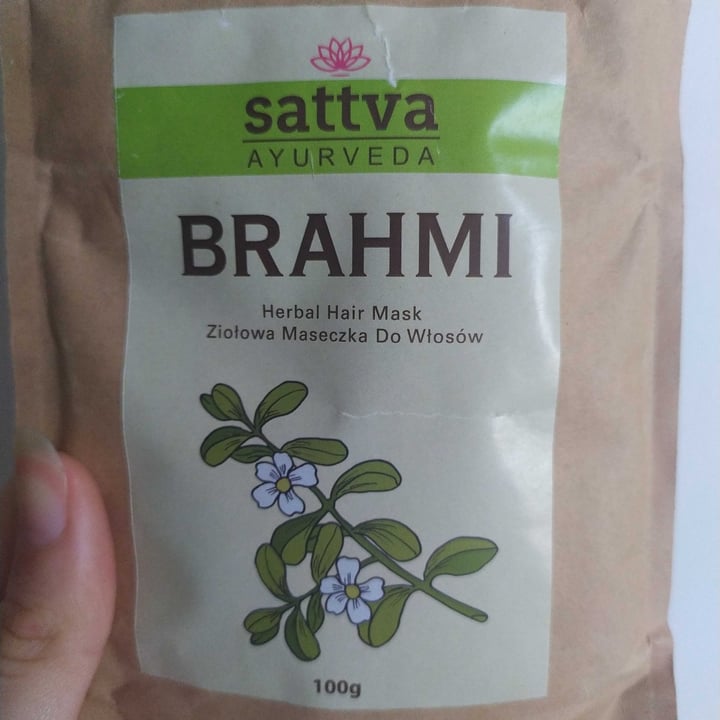 sattva
AYURVEDA
BRAHMI
Herbal Hair Mask
Ziołowa Maseczka Do Włosów
100g